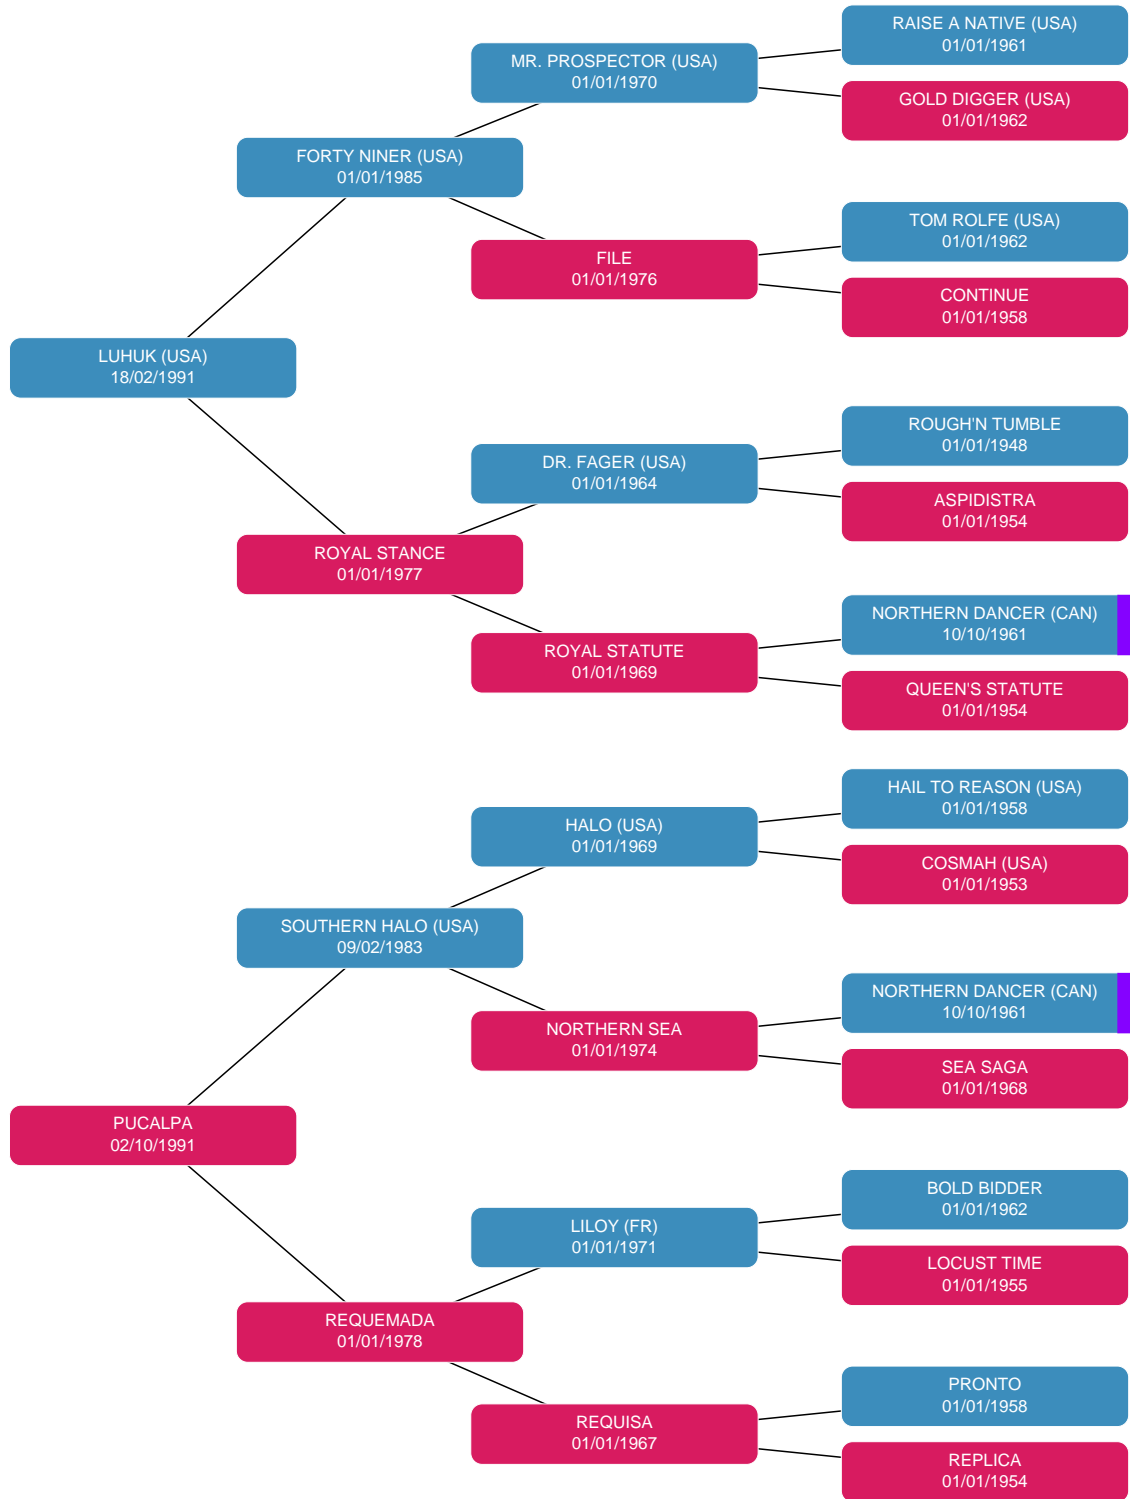 RAISE A NATIVE (USA)
01/01/1961
MR. PROSPECTOR (USA)
01/01/1970
GOLD DIGGER (USA)
01/01/1962
FORTY NINER (USA)
01/01/1985
TOM ROLFE (USA)
01/01/1962
FILE
01/01/1976
CONTINUE
01/01/1958
LUHUK (USA)
18/02/1991
ROUGH'N TUMBLE
01/01/1948
DR. FAGER (USA)
01/01/1964
ASPIDISTRA
01/01/1954
ROYAL STANCE
01/01/1977
NORTHERN DANCER (CAN)
10/10/1961
ROYAL STATUTE
01/01/1969
QUEEN'S STATUTE
01/01/1954
HAIL TO REASON (USA)
01/01/1958
HALO (USA)
01/01/1969
COSMAH (USA)
01/01/1953
SOUTHERN HALO (USA)
09/02/1983
NORTHERN DANCER (CAN)
10/10/1961
NORTHERN SEA
01/01/1974
SEA SAGA
01/01/1968
PUCALPA
02/10/1991
BOLD BIDDER
01/01/1962
LILOY (FR)
01/01/1971
LOCUST TIME
01/01/1955
REQUEMADA
01/01/1978
PRONTO
01/01/1958
REQUISA
01/01/1967
REPLICA
01/01/1954